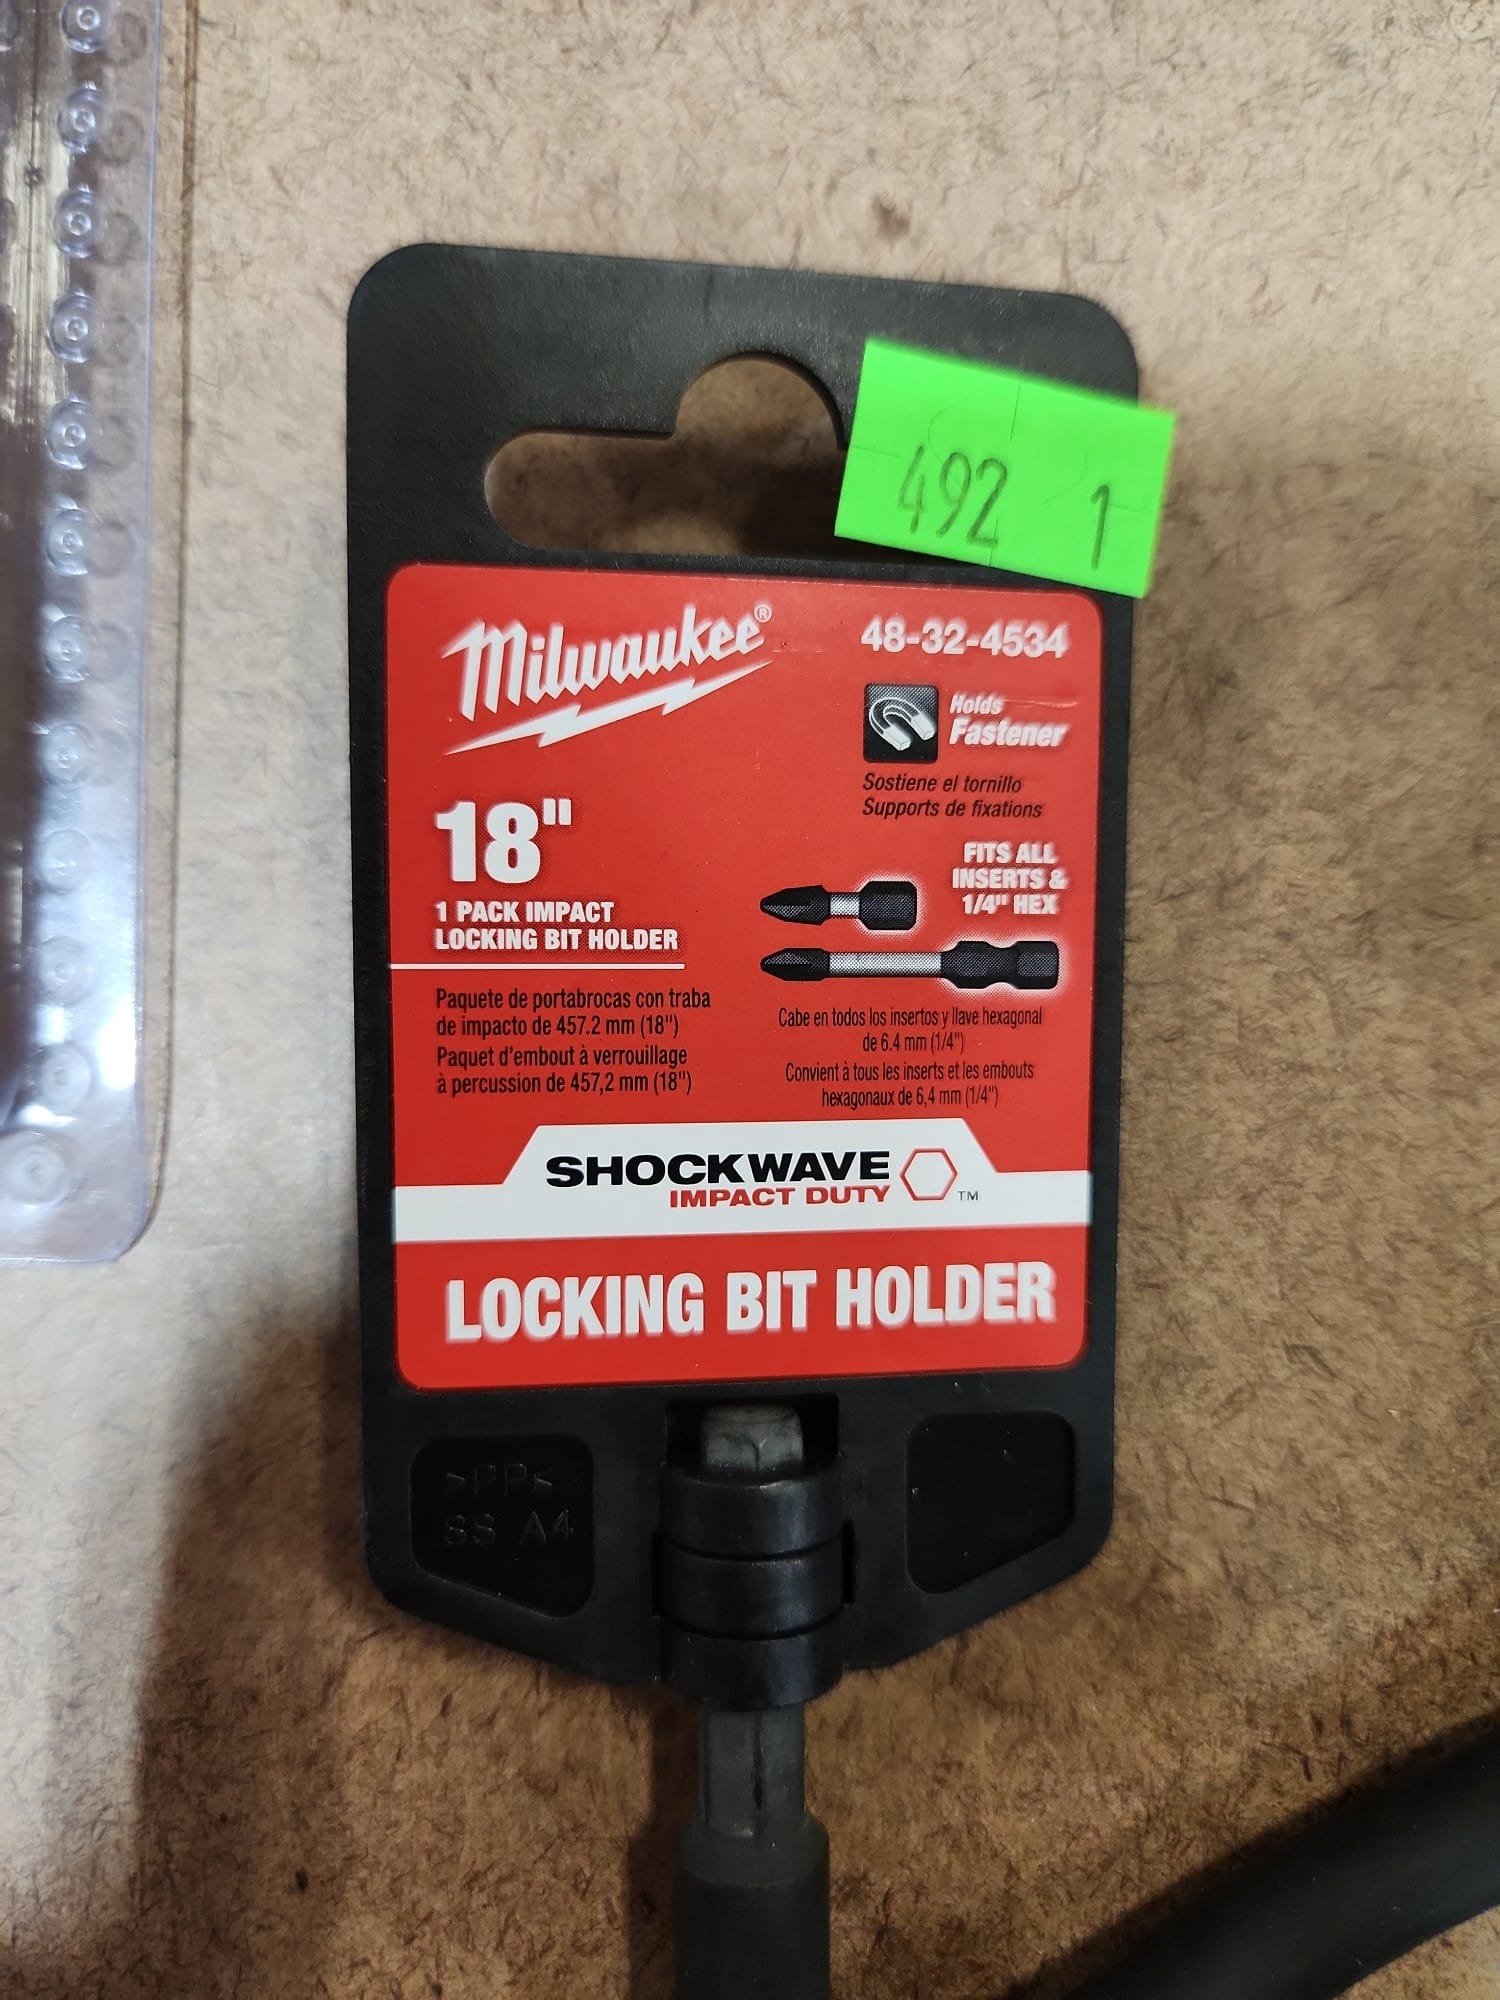 492 1
Milwaukee®
48-32-4534
Holds
Fastener
Sostiene el tornillo
Supports de fixations
18"
1 PACK IMPACT
LOCKING BIT HOLDER
Paquete de portabrocas con traba
de impacto de 457.2 mm (18")
Paquet d'embout à verrouillage
à percussion de 457,2 mm (18")
FITS ALL
INSERTS &
1/4" HEX
Cabe en todos los insertos y llave hexagonal
de 6.4 mm (1/4")
Convient à tous les inserts et les embouts
hexagonaux de 6,4 mm (1/4")
SHOCKWAVE
IMPACT DUTY ™
LOCKING BIT HOLDER
>PP<
SS A4